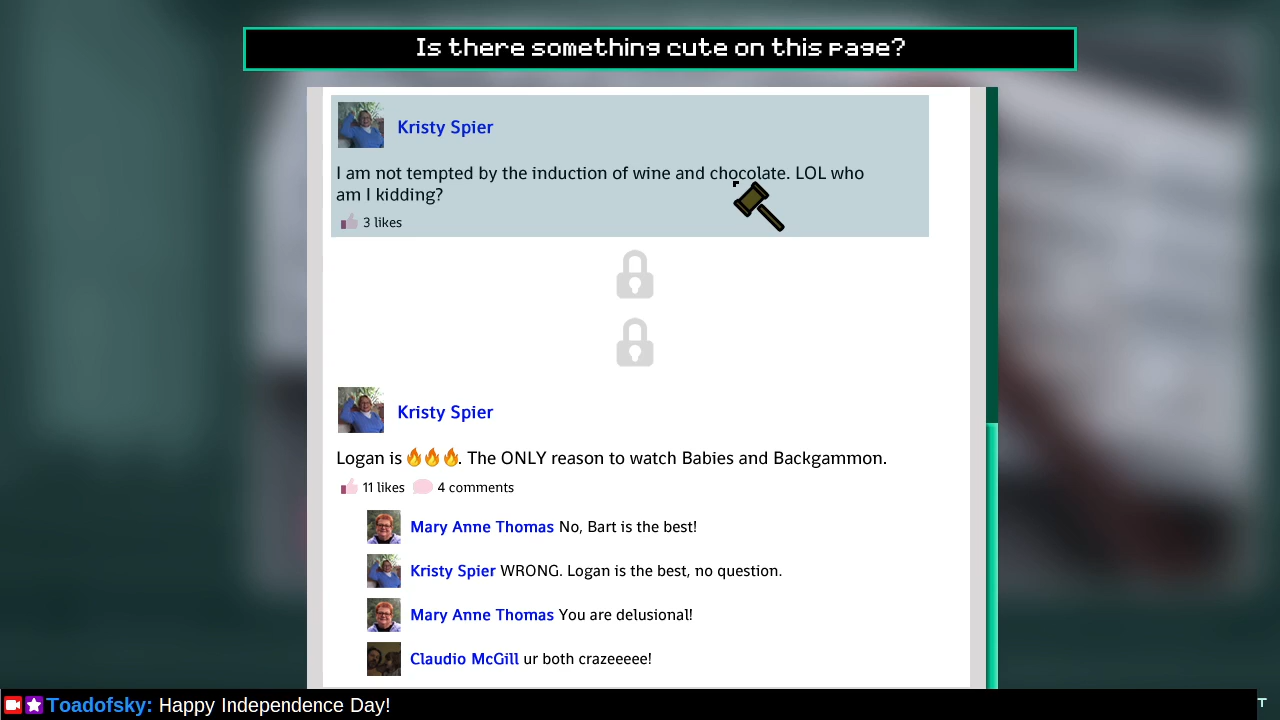 Is there something cute on this page?
Kristy Spier
I am not tempted by the induction of wine and chocolate. LOL who
am I kidding?
3 likes
Kristy Spier
Logan is 🔥🔥🔥. The ONLY reason to watch Babies and Backgammon.
11 likes 4 comments
Mary Anne Thomas No, Bart is the best!
Kristy Spier WRONG. Logan is the best, no question.
Mary Anne Thomas You are delusional!
Claudio McGill ur both crazeeeee!
Toadofsky: Happy Independence Day!
T